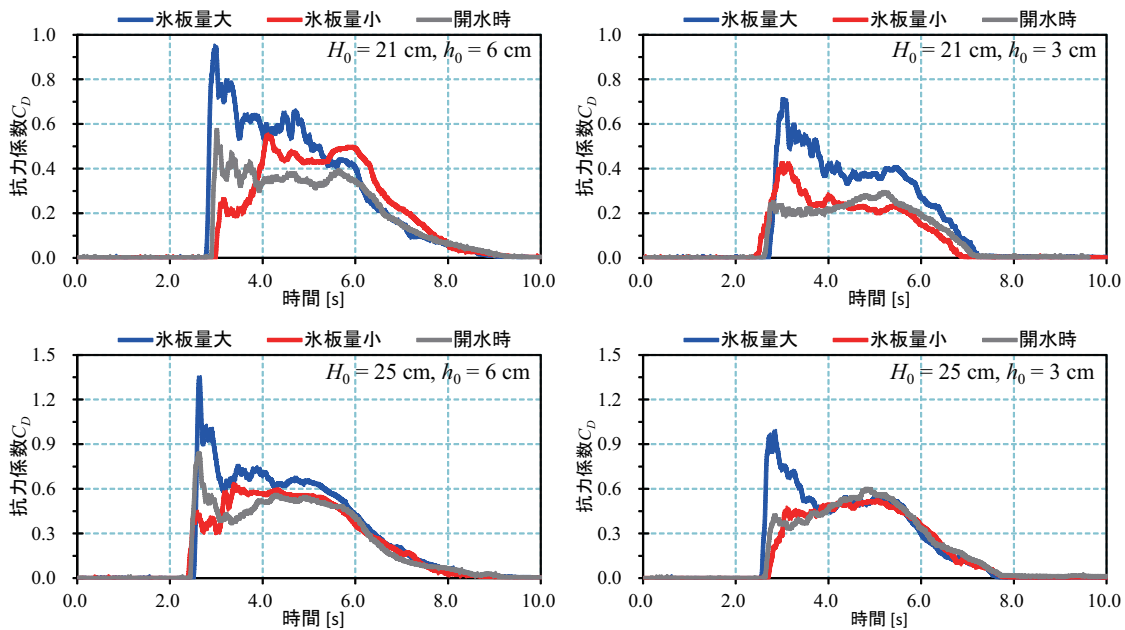 氷板量大 氷板量小 開水時
H₀ = 21 cm, h₀ = 6 cm
抗力係数C_D
1.0
0.8
0.6
0.4
0.2
0.0
0.0 2.0 4.0 6.0 8.0 10.0
時間 [s]
氷板量大 氷板量小 開水時
H₀ = 21 cm, h₀ = 3 cm
抗力係数C_D
1.0
0.8
0.6
0.4
0.2
0.0
0.0 2.0 4.0 6.0 8.0 10.0
時間 [s]
氷板量大 氷板量小 開水時
H₀ = 25 cm, h₀ = 6 cm
抗力係数C_D
1.5
1.2
0.9
0.6
0.3
0.0
0.0 2.0 4.0 6.0 8.0 10.0
時間 [s]
氷板量大 氷板量小 開水時
H₀ = 25 cm, h₀ = 3 cm
抗力係数C_D
1.5
1.2
0.9
0.6
0.3
0.0
0.0 2.0 4.0 6.0 8.0 10.0
時間 [s]